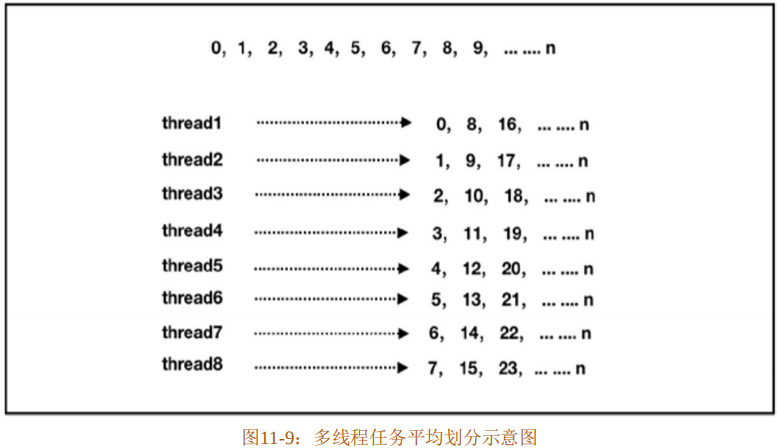 0, 1, 2, 3, 4, 5, 6, 7, 8, 9, ... .... n
thread1 0, 8, 16, ... .... n
thread2 1, 9, 17, ... .... n
thread3 2, 10, 18, ... .... n
thread4 3, 11, 19, ... .... n
thread5 4, 12, 20, ... .... n
thread6 5, 13, 21, ... .... n
thread7 6, 14, 22, ... .... n
thread8 7, 15, 23, ... .... n
图11-9：多线程任务平均划分示意图